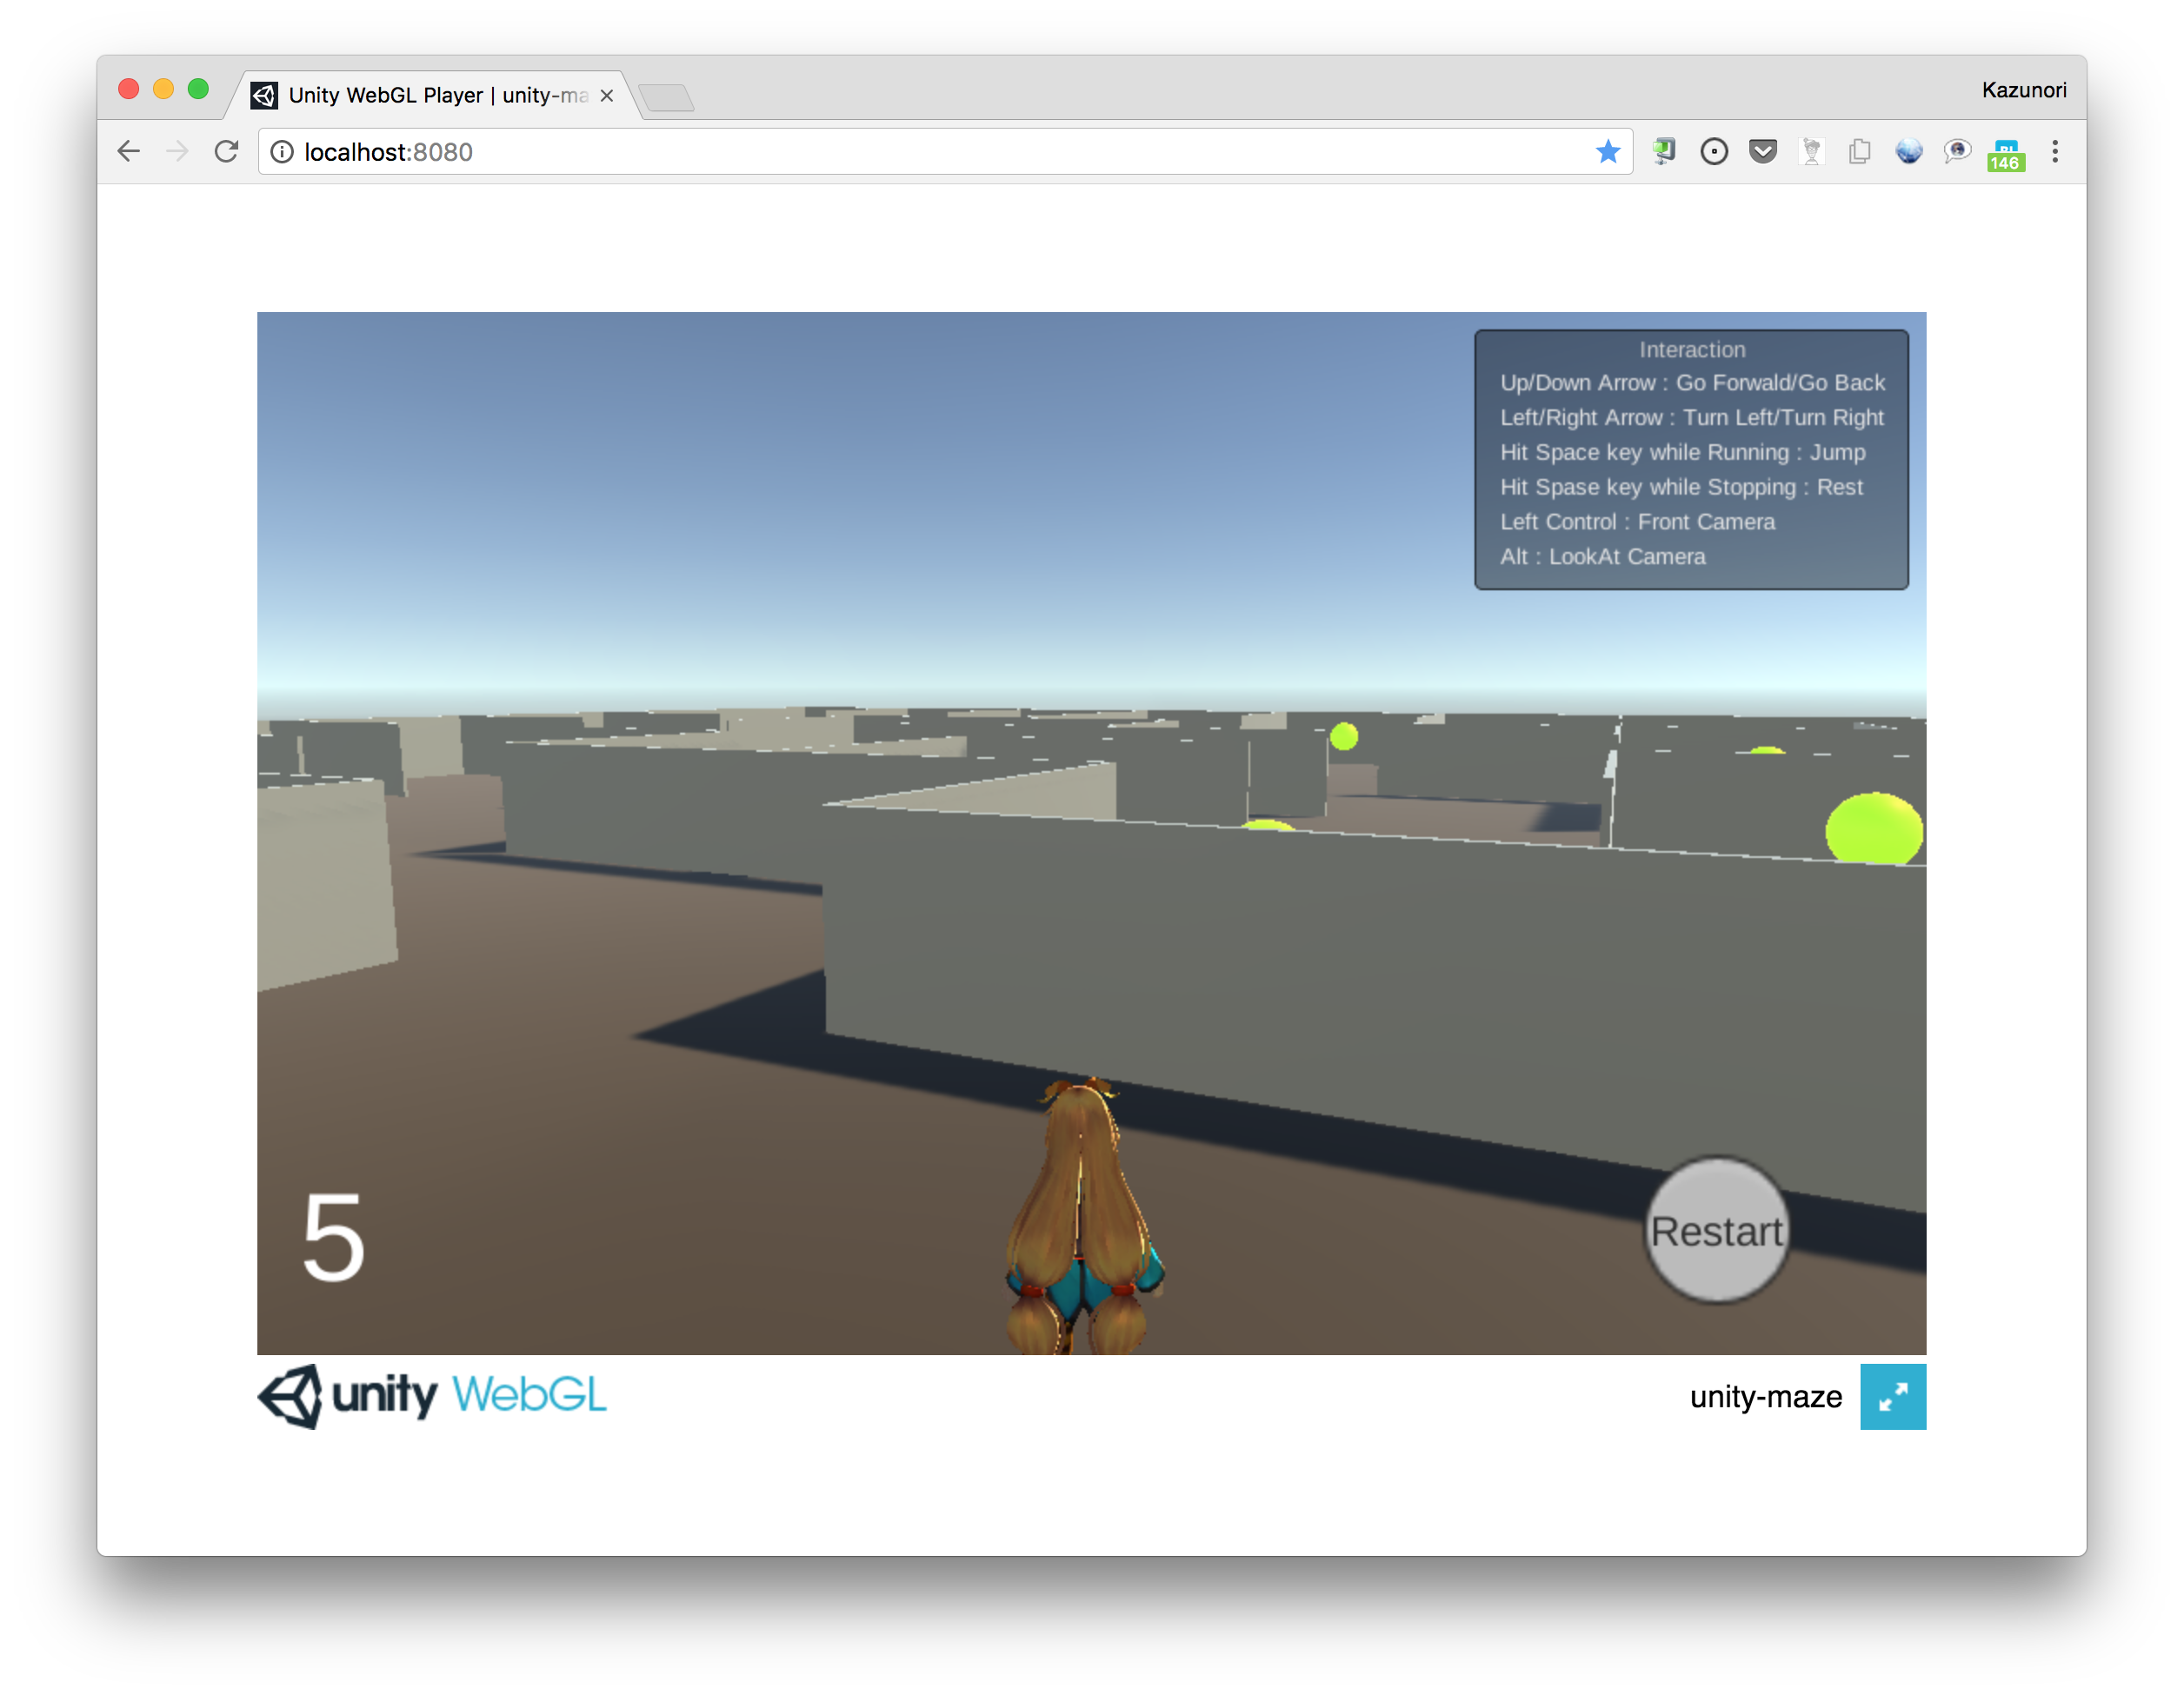 Kazunori
Unity WebGL Player | unity-ma
localhost:8080
146
Interaction
Up/Down Arrow : Go Forwald/Go Back
Left/Right Arrow : Turn Left/Turn Right
Hit Space key while Running : Jump
Hit Spase key while Stopping : Rest
Left Control : Front Camera
Alt : LookAt Camera
5
Restart
unity WebGL
unity-maze